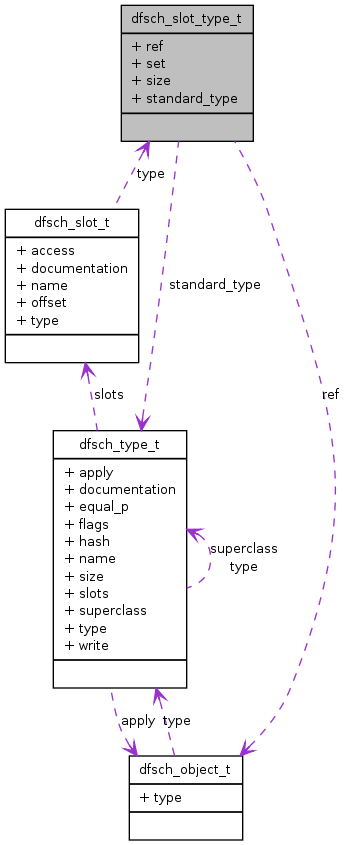 dfsch_slot_type_t
+ ref
+ set
+ size
+ standard_type
type
dfsch_slot_t
+ access
+ documentation
+ name
+ offset
+ type
standard_type
slots
ref
dfsch_type_t
+ apply
+ documentation
+ equal_p
+ flags
+ hash
+ name
+ size
+ slots
+ superclass
+ type
+ write
superclass
type
apply
type
dfsch_object_t
+ type